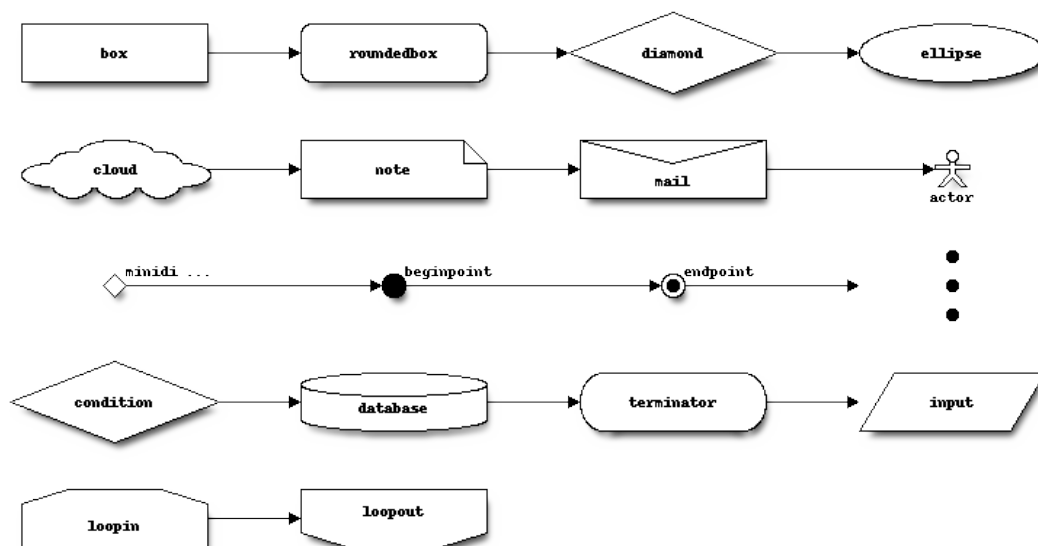 box
roundedbox
diamond
ellipse
cloud
note
mail
actor
minidi ...
beginpoint
endpoint
condition
database
terminator
input
loopin
loopout